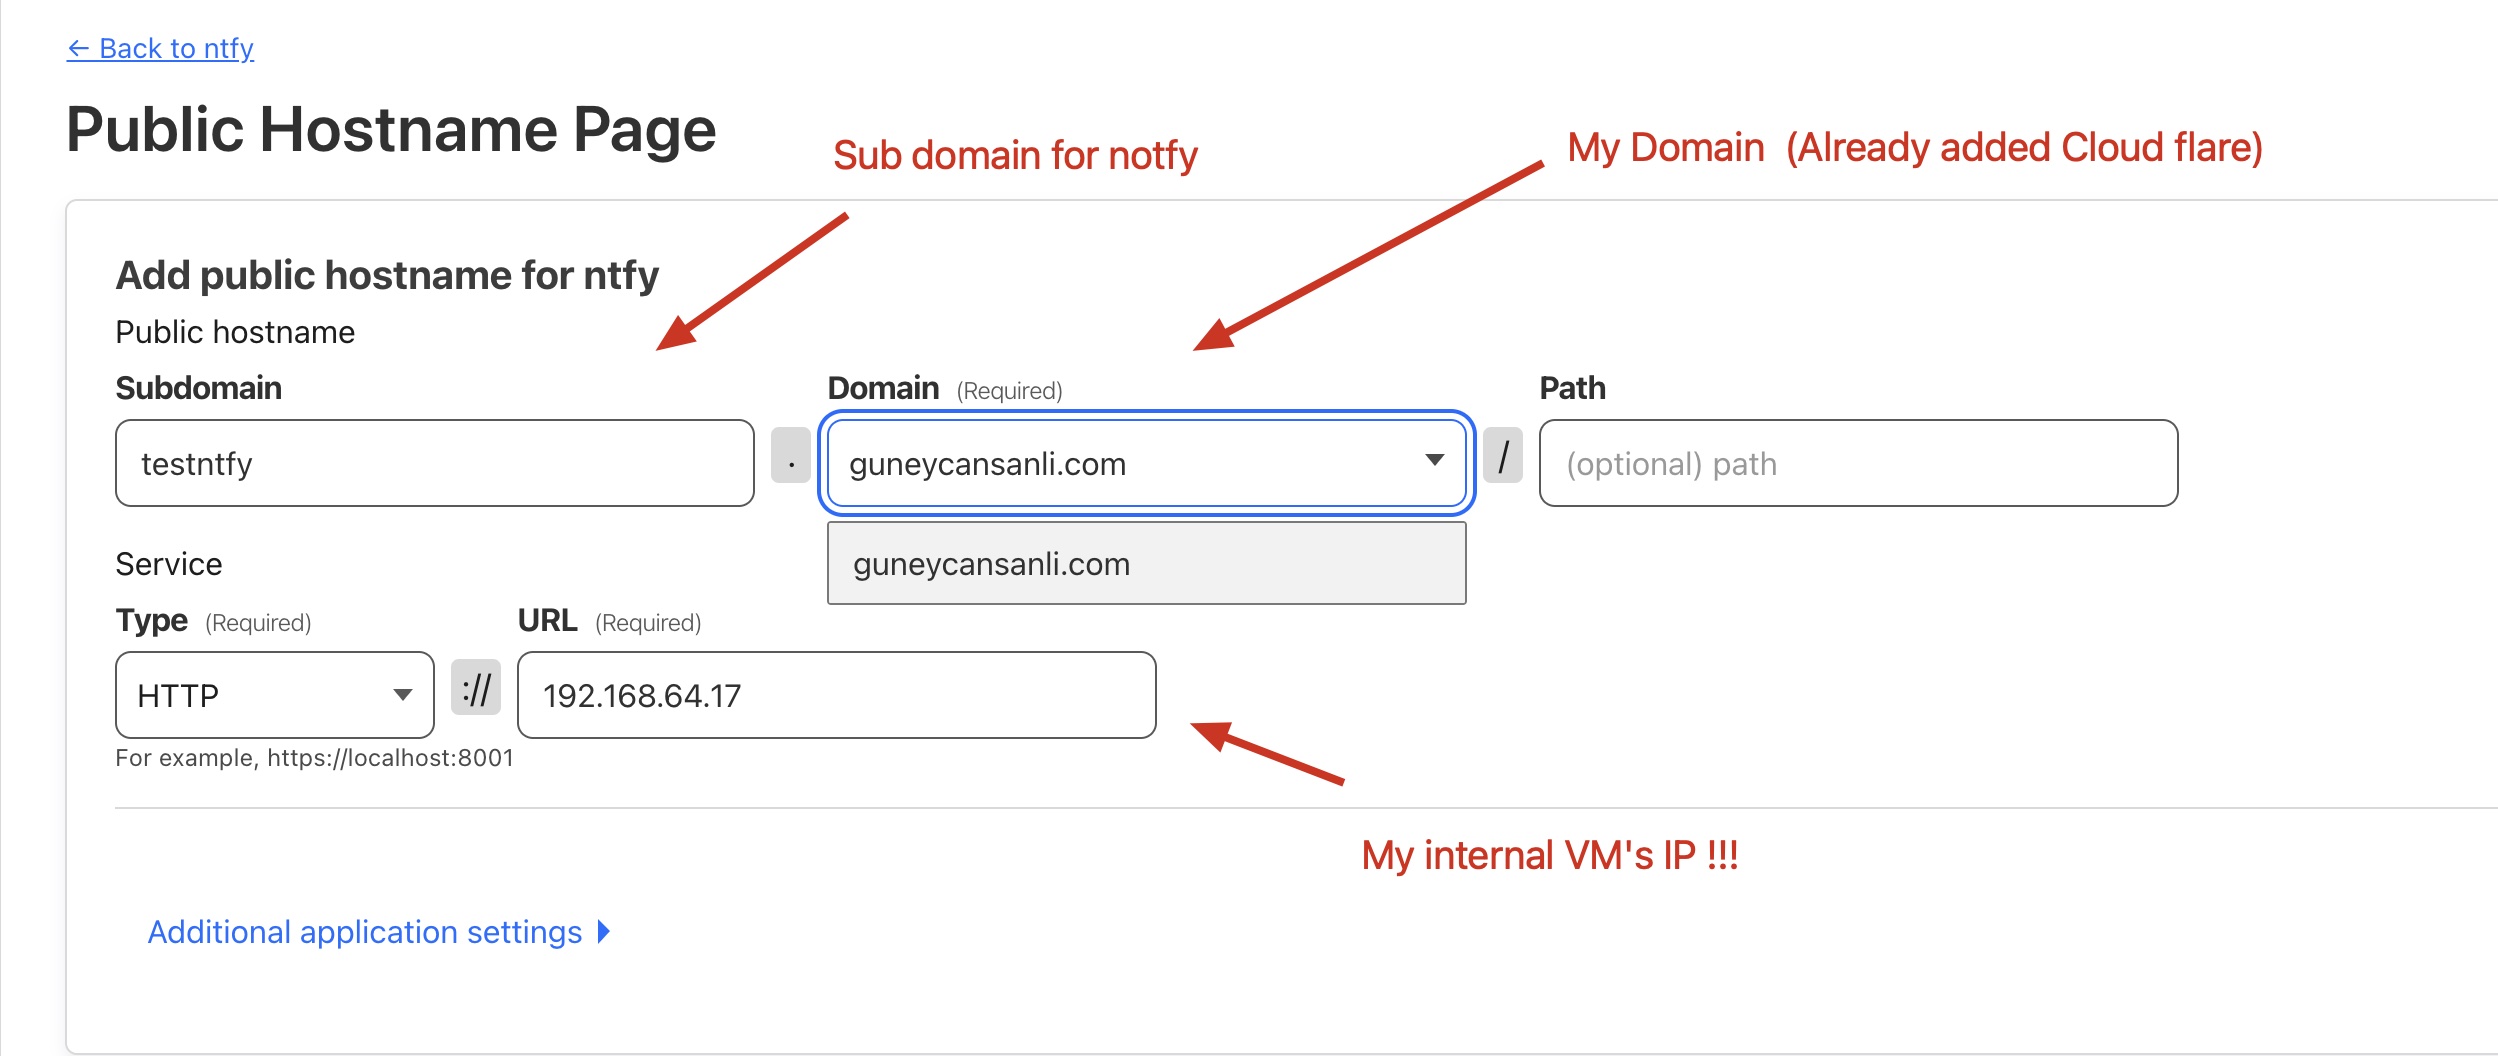 ← Back to ntfy
Public Hostname Page
Sub domain for notfy
My Domain (Already added Cloud flare)
Add public hostname for ntfy
Public hostname
Subdomain
Domain (Required)
Path
testntfy
.
guneycansanli.com
/
(optional) path
guneycansanli.com
Service
Type (Required)
URL (Required)
HTTP
://
192.168.64.17
For example, https://localhost:8001
My internal VM's IP !!!
Additional application settings